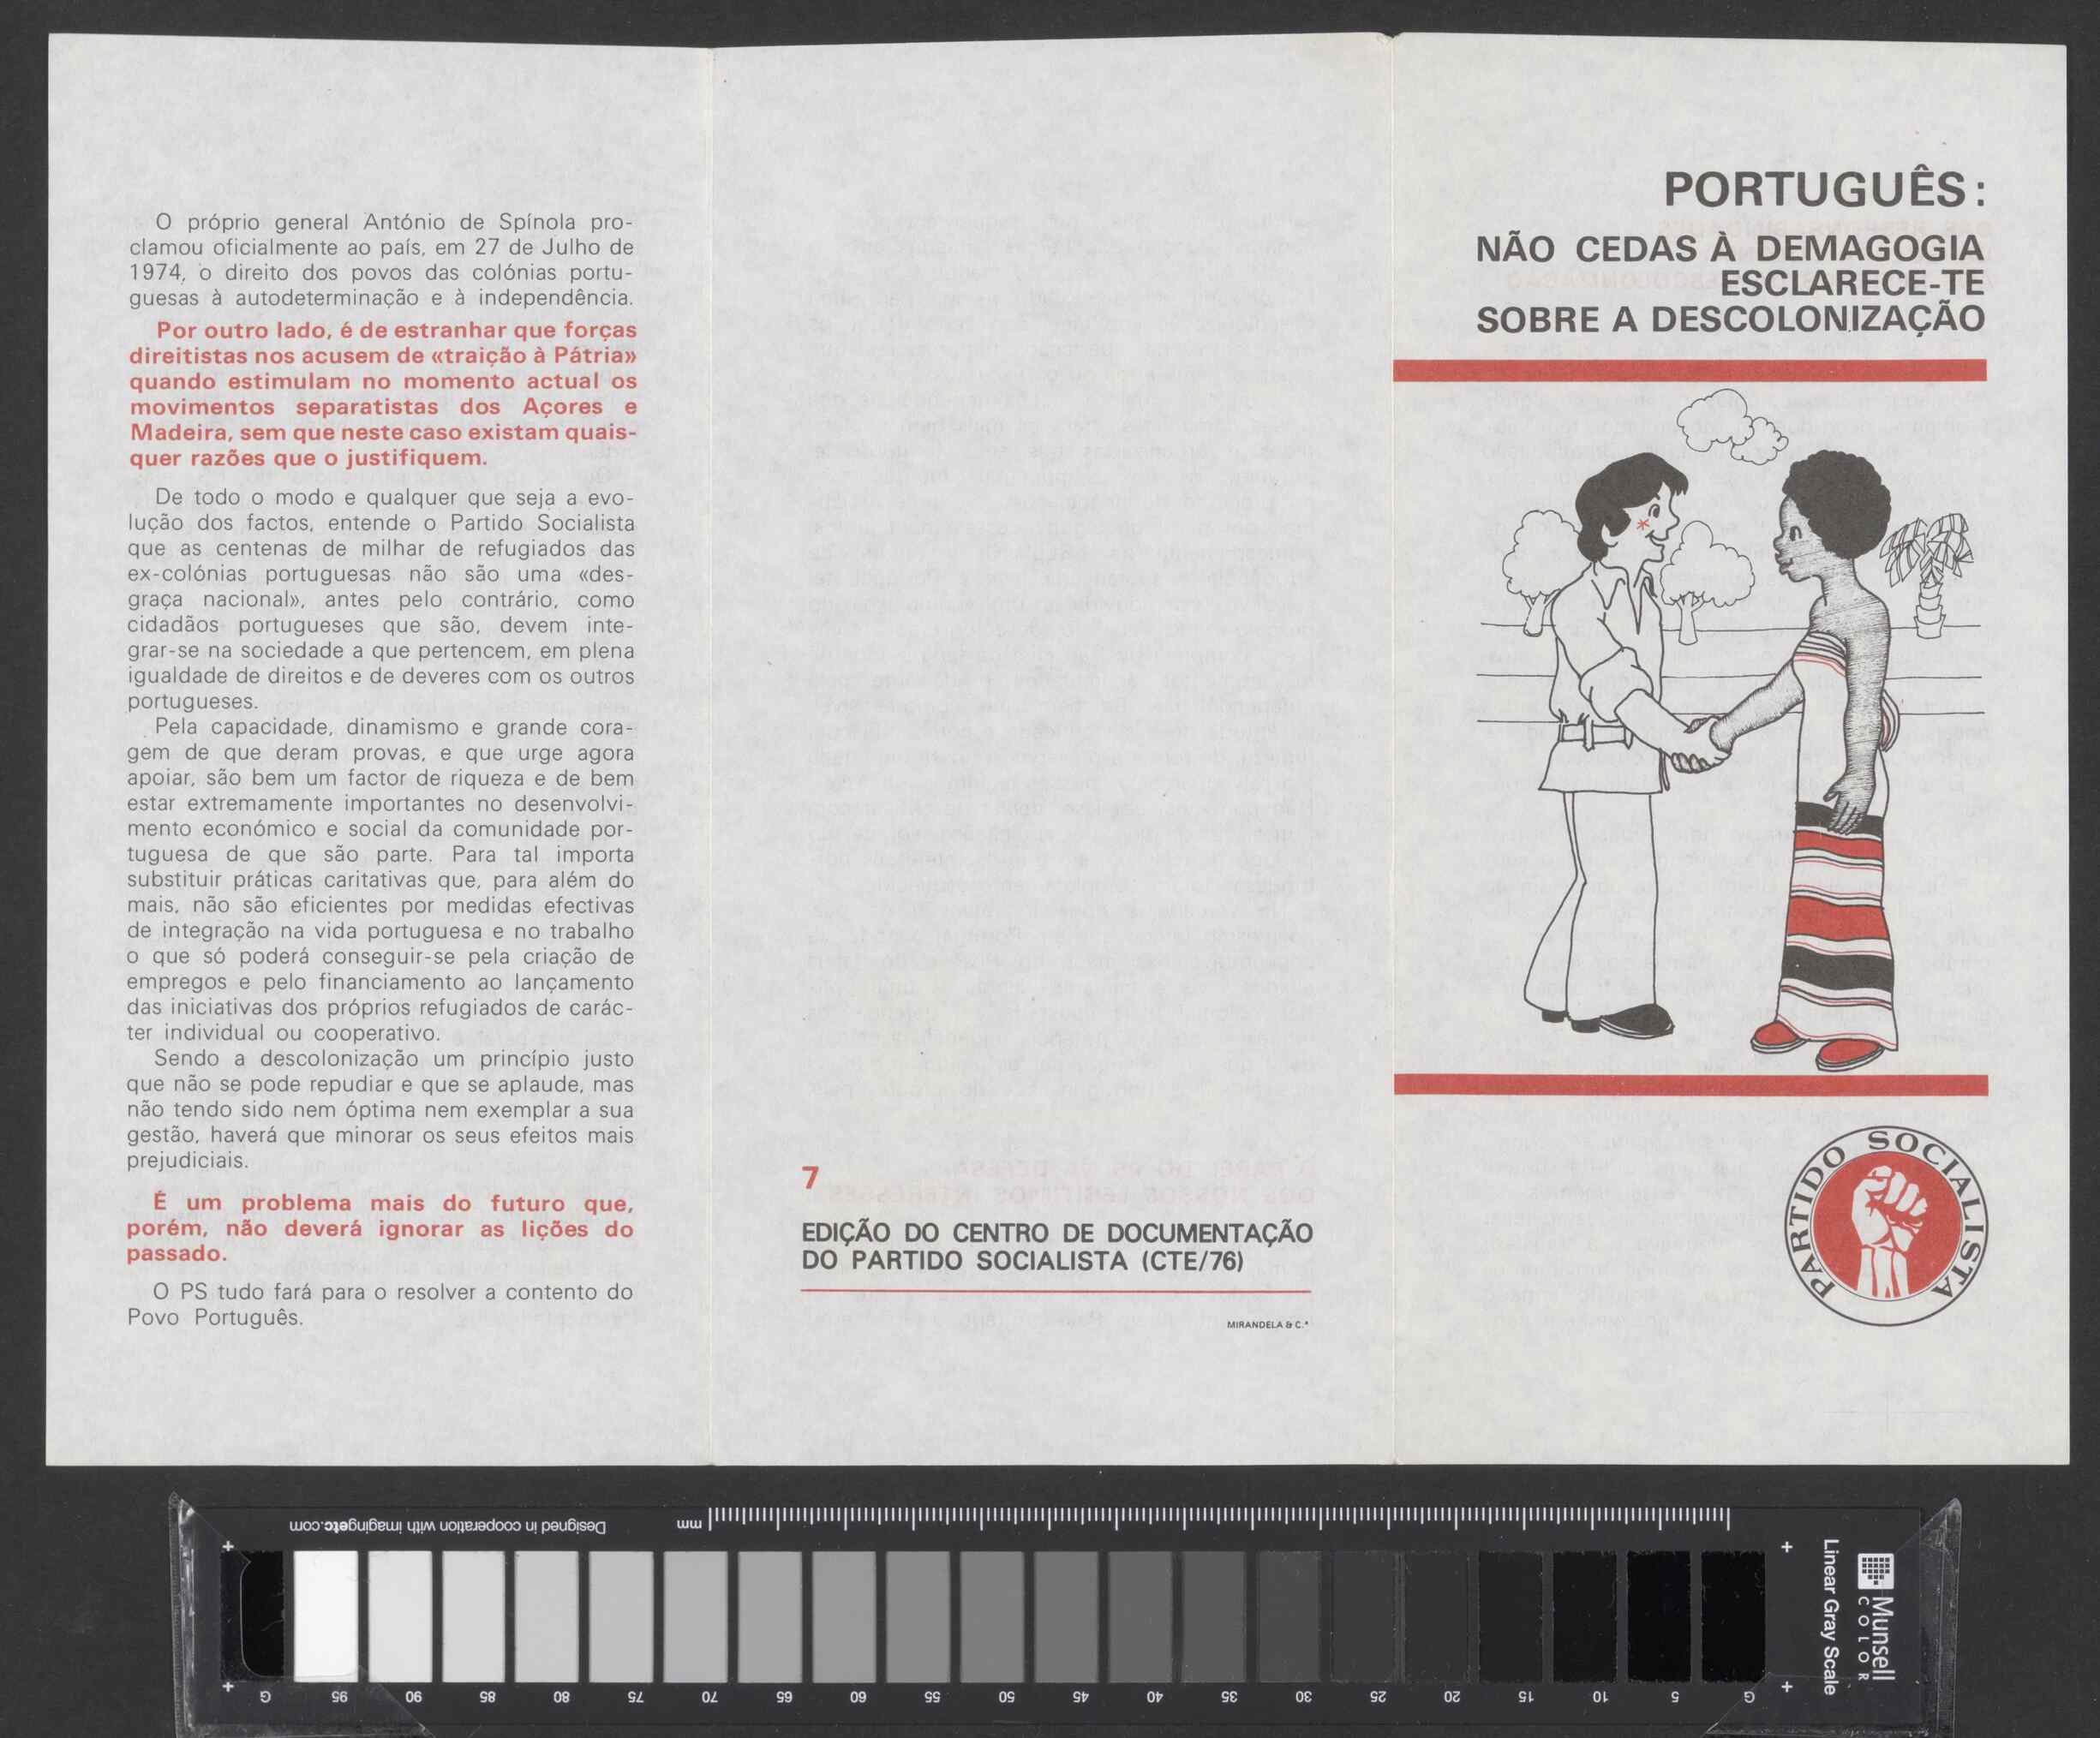 O próprio general António de Spínola pro-
clamou oficialmente ao país, em 27 de Julho de
1974, o direito dos povos das colónias portu-
guesas à autodeterminação e à independência.
Por outro lado, é de estranhar que forças
direitistas nos acusem de «traição à Pátria»
quando estimulam no momento actual os
movimentos separatistas dos Açores e
Madeira, sem que neste caso existam quais-
quer razões que o justifiquem.
De todo o modo e qualquer que seja a evo-
lução dos factos, entende o Partido Socialista
que as centenas de milhar de refugiados das
ex-colónias portuguesas não são uma «des-
graça nacional», antes pelo contrário, como
cidadãos portugueses que são, devem inte-
grar-se na sociedade a que pertencem, em plena
igualdade de direitos e de deveres com os outros
portugueses.
Pela capacidade, dinamismo e grande cora-
gem de que deram provas, e que urge agora
apoiar, são bem um factor de riqueza e de bem
estar extremamente importantes no desenvolvi-
mento económico e social da comunidade por-
tuguesa de que são parte. Para tal importa
substituir práticas caritativas que, para além do
mais, não são eficientes por medidas efectivas
de integração na vida portuguesa e no trabalho
o que só poderá conseguir-se pela criação de
empregos e pelo financiamento ao lançamento
das iniciativas dos próprios refugiados de carác-
ter individual ou cooperativo.
Sendo a descolonização um princípio justo
que não se pode repudiar e que se aplaude, mas
não tendo sido nem óptima nem exemplar a sua
gestão, haverá que minorar os seus efeitos mais
prejudiciais.
É um problema mais do futuro que,
porém, não deverá ignorar as lições do
passado.
O PS tudo fará para o resolver a contento do
Povo Português.
7
EDIÇÃO DO CENTRO DE DOCUMENTAÇÃO
DO PARTIDO SOCIALISTA (CTE/76)
MIRANDELA & C.ª
PORTUGUÊS:
NÃO CEDAS À DEMAGOGIA
ESCLARECE-TE
SOBRE A DESCOLONIZAÇÃO
PARTIDO SOCIALISTA
Designed in cooperation with imagingetc.com
mm
G 95 90 85 80 75 70 65 60 55 50 45 40 35 30 25 20 15 10 5 G
Linear Gray Scale
Munsell
COLOR